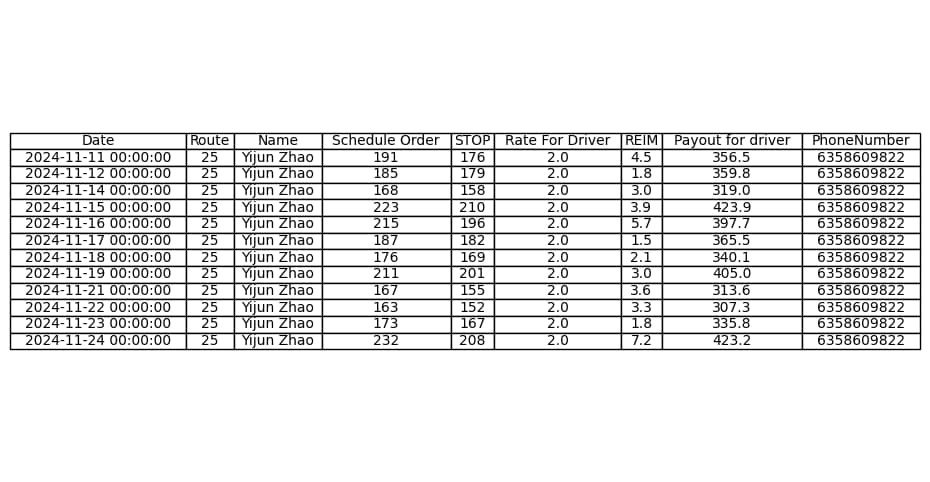 Date Route Name Schedule Order STOP Rate For Driver REIM Payout for driver PhoneNumber
2024-11-11 00:00:00 25 Yijun Zhao 191 176 2.0 4.5 356.5 6358609822
2024-11-12 00:00:00 25 Yijun Zhao 185 179 2.0 1.8 359.8 6358609822
2024-11-14 00:00:00 25 Yijun Zhao 168 158 2.0 3.0 319.0 6358609822
2024-11-15 00:00:00 25 Yijun Zhao 223 210 2.0 3.9 423.9 6358609822
2024-11-16 00:00:00 25 Yijun Zhao 215 196 2.0 5.7 397.7 6358609822
2024-11-17 00:00:00 25 Yijun Zhao 187 182 2.0 1.5 365.5 6358609822
2024-11-18 00:00:00 25 Yijun Zhao 176 169 2.0 2.1 340.1 6358609822
2024-11-19 00:00:00 25 Yijun Zhao 211 201 2.0 3.0 405.0 6358609822
2024-11-21 00:00:00 25 Yijun Zhao 167 155 2.0 3.6 313.6 6358609822
2024-11-22 00:00:00 25 Yijun Zhao 163 152 2.0 3.3 307.3 6358609822
2024-11-23 00:00:00 25 Yijun Zhao 173 167 2.0 1.8 335.8 6358609822
2024-11-24 00:00:00 25 Yijun Zhao 232 208 2.0 7.2 423.2 6358609822